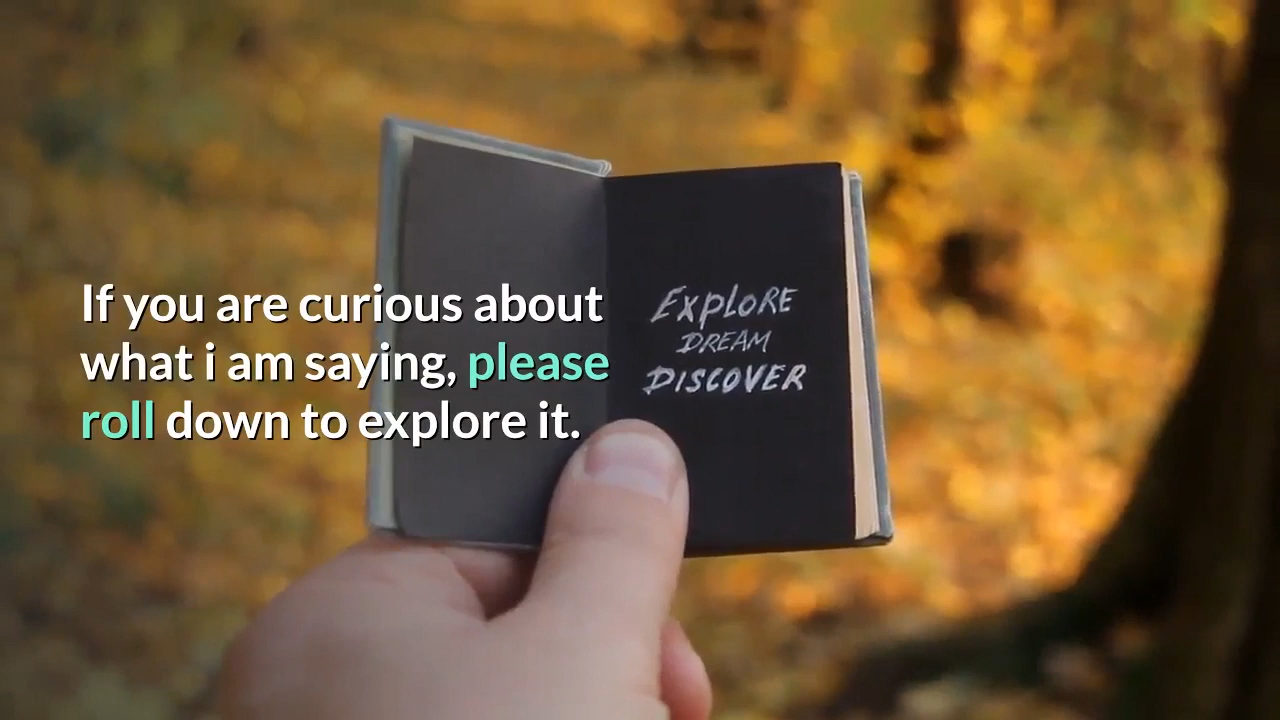 If you are curious about
what i am saying, please
roll down to explore it.
EXPLORE
DREAM
DISCOVER